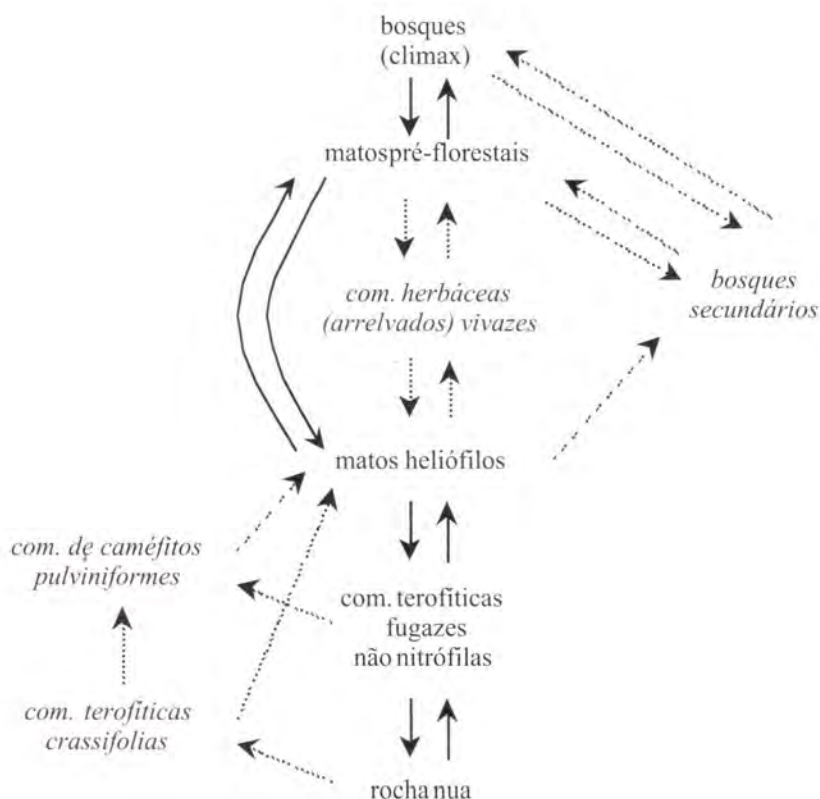 bosques
(climax)
matospré-florestais
com. herbáceas
(arrelvados) vivazes
bosques
secundários
matos heliófilos
com. de caméfitos
pulviniformes
com. terofíticas
fugazes
não nitrófilas
com. terofíticas
crassifolias
rocha nua